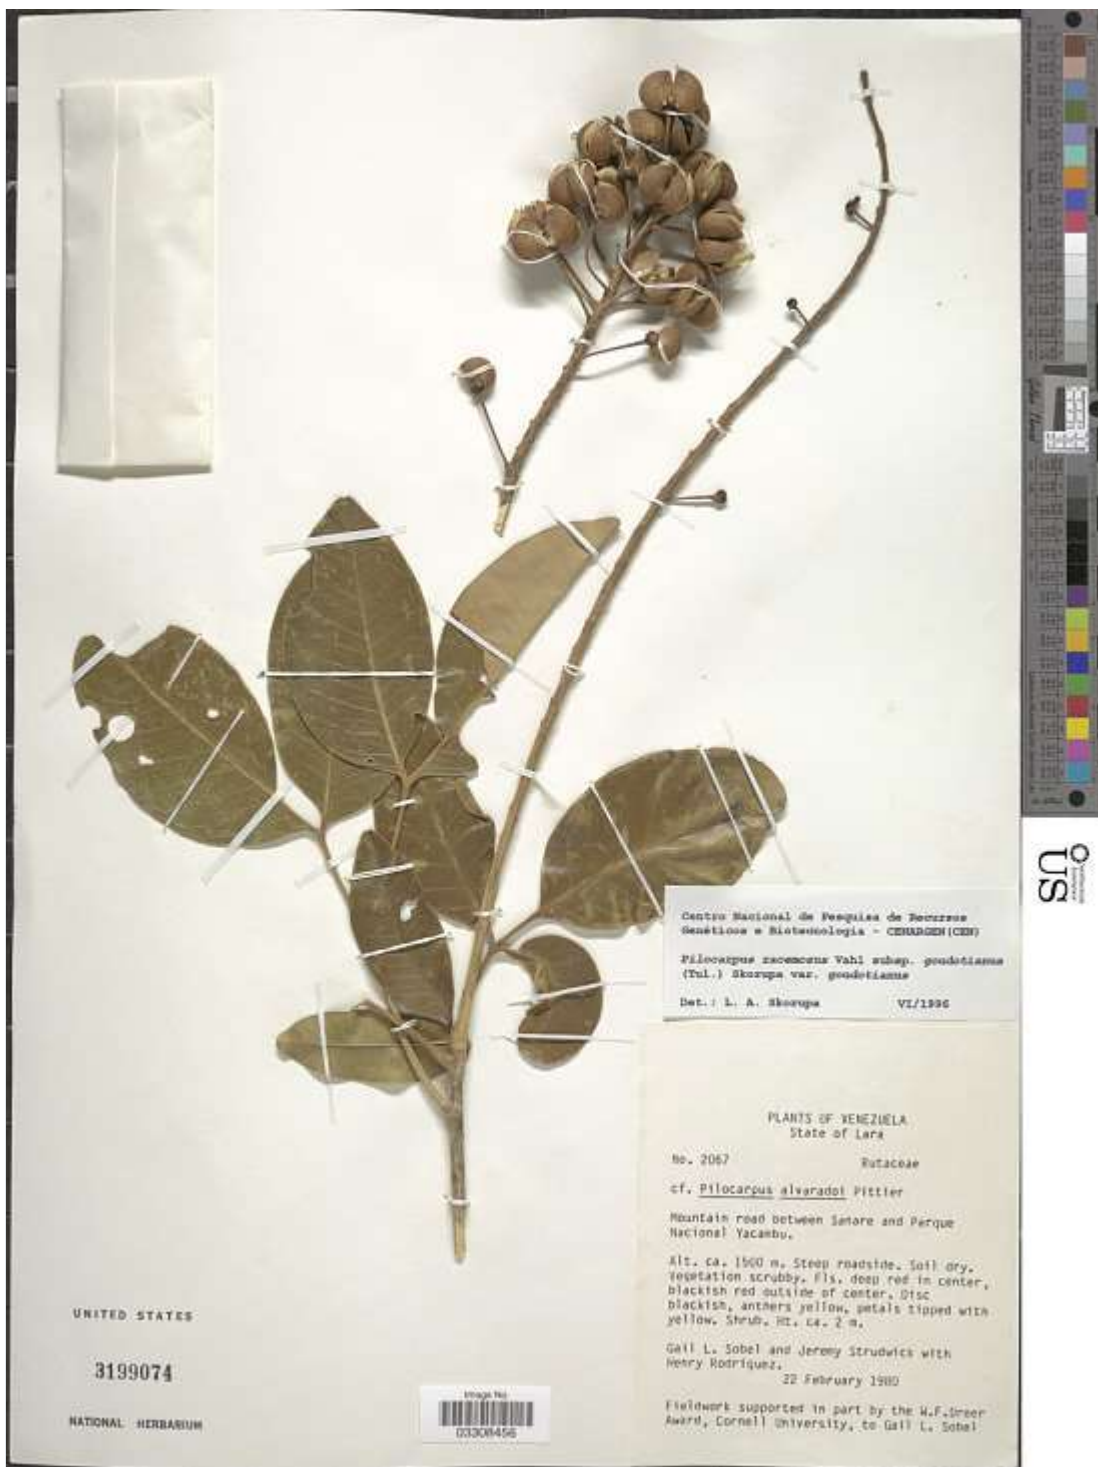 Centro Nacional de Pesquisa de Recursos
Genéticos e Biotecnologia - CENARGEN(CEN)
Pilocarpus racemosus Vahl subsp. goudotianus
(Tul.) Skorupa var. goudotianus
Det.: L. A. Skorupa VI/1996
PLANTS OF VENEZUELA
State of Lara
No. 2067 Rutaceae
cf. Pilocarpus alvaradoi Pittier
Mountain road between Sanare and Parque
Nacional Yacambu.
Alt. ca. 1500 m. Steep roadside. Soil dry.
Vegetation scrubby. Fls. deep red in center,
blackish red outside of center. Disc
blackish, anthers yellow, petals tipped with
yellow. Shrub. Ht. ca. 2 m.
Gail L. Sobel and Jeremy Strudwick with
Henry Rodriquez.
22 February 1980
Fieldwork supported in part by the W.F.Dreer
Award, Cornell University, to Gail L. Sobel
UNITED STATES
3199074
NATIONAL HERBARIUM
Image No.
03308456
US